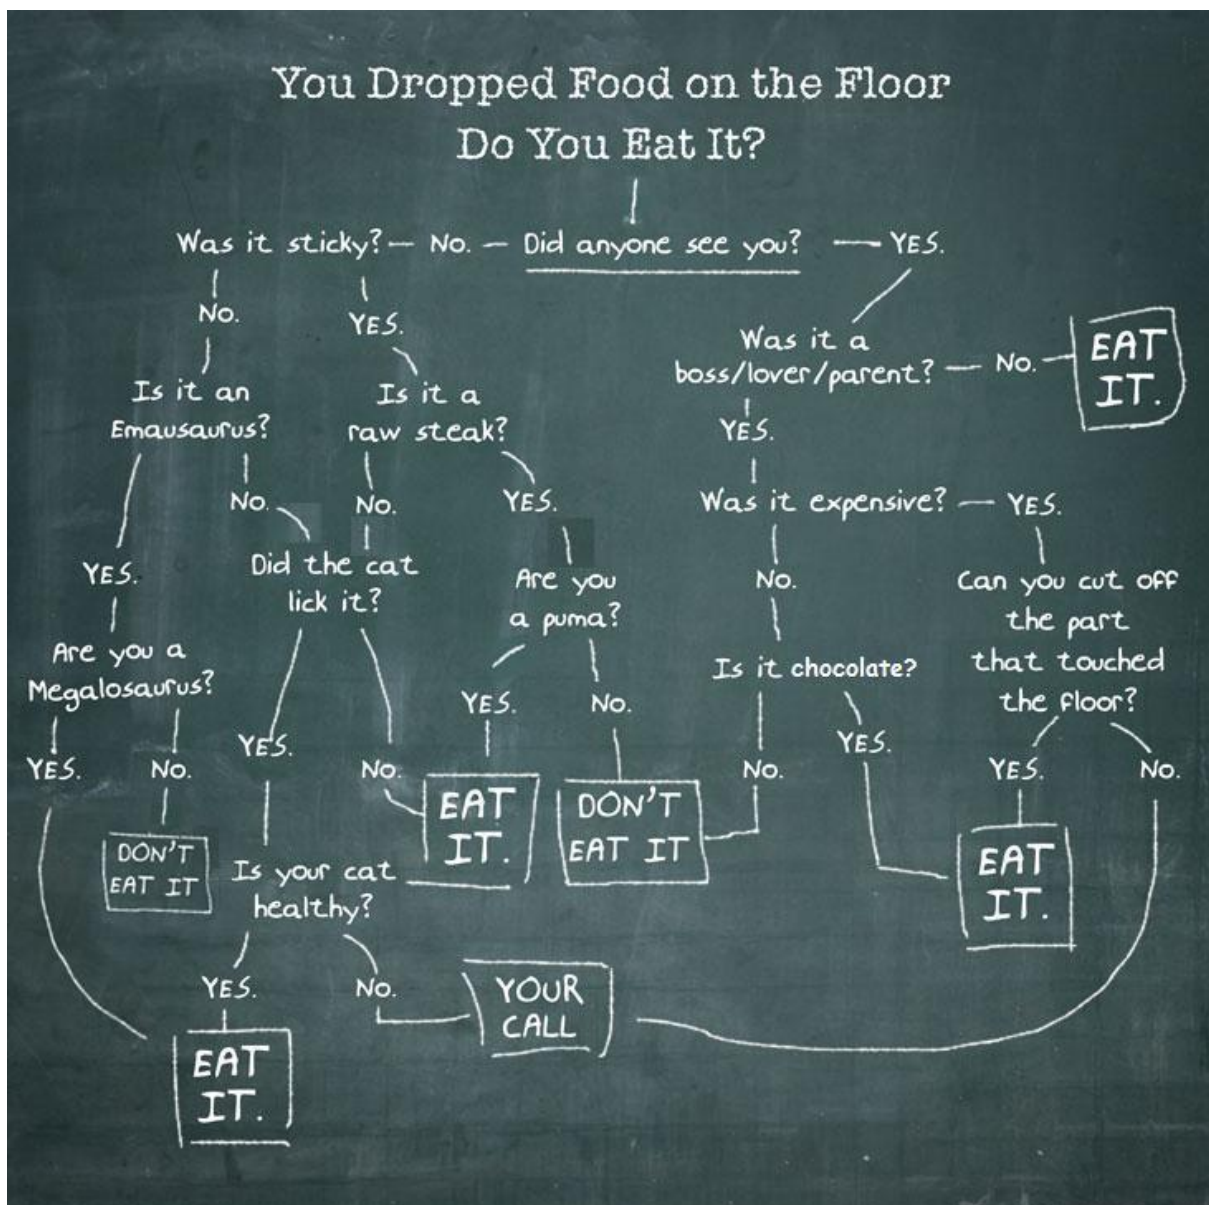 You Dropped Food on the Floor
Do You Eat It?
Was it sticky? No. Did anyone see you? YES.
No.
YES.
Was it a
boss/lover/parent? No.
EAT
IT.
YES.
Is it an
Emausaurus?
Is it a
raw steak?
No.
No.
YES.
Was it expensive? YES.
YES.
Did the cat
lick it?
Are you
a puma?
No.
Can you cut off
the part
that touched
the floor?
Are you a
Megalosaurus?
YES.
No.
Is it chocolate?
YES.
No.
YES.
No.
No.
YES.
YES.
No.
EAT
IT.
DON'T
EAT IT
DON'T
EAT IT
Is your cat
healthy?
EAT
IT.
YES.
No.
YOUR
CALL
EAT
IT.